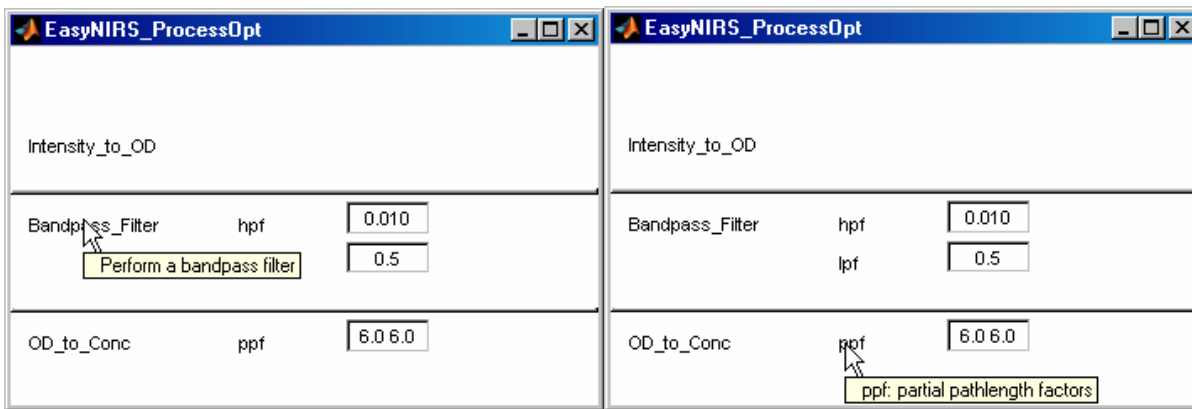 EasyNIRS_ProcessOpt
Intensity_to_OD
Bandpass_Filter hpf 0.010
Perform a bandpass filter 0.5
OD_to_Conc ppf 6.0 6.0
EasyNIRS_ProcessOpt
Intensity_to_OD
Bandpass_Filter hpf 0.010
lpf 0.5
OD_to_Conc ppf 6.0 6.0
ppf: partial pathlength factors